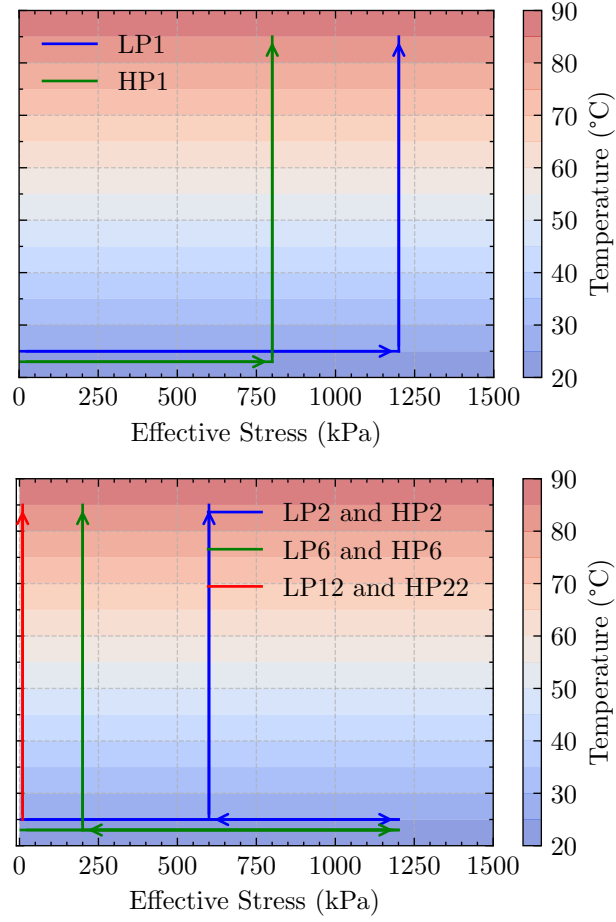 LP1
HP1
90
80
70
60
50
40
30
20
Temperature (°C)
0 250 500 750 1000 1250 1500
Effective Stress (kPa)
LP2 and HP2
LP6 and HP6
LP12 and HP22
90
80
70
60
50
40
30
20
Temperature (°C)
0 250 500 750 1000 1250 1500
Effective Stress (kPa)